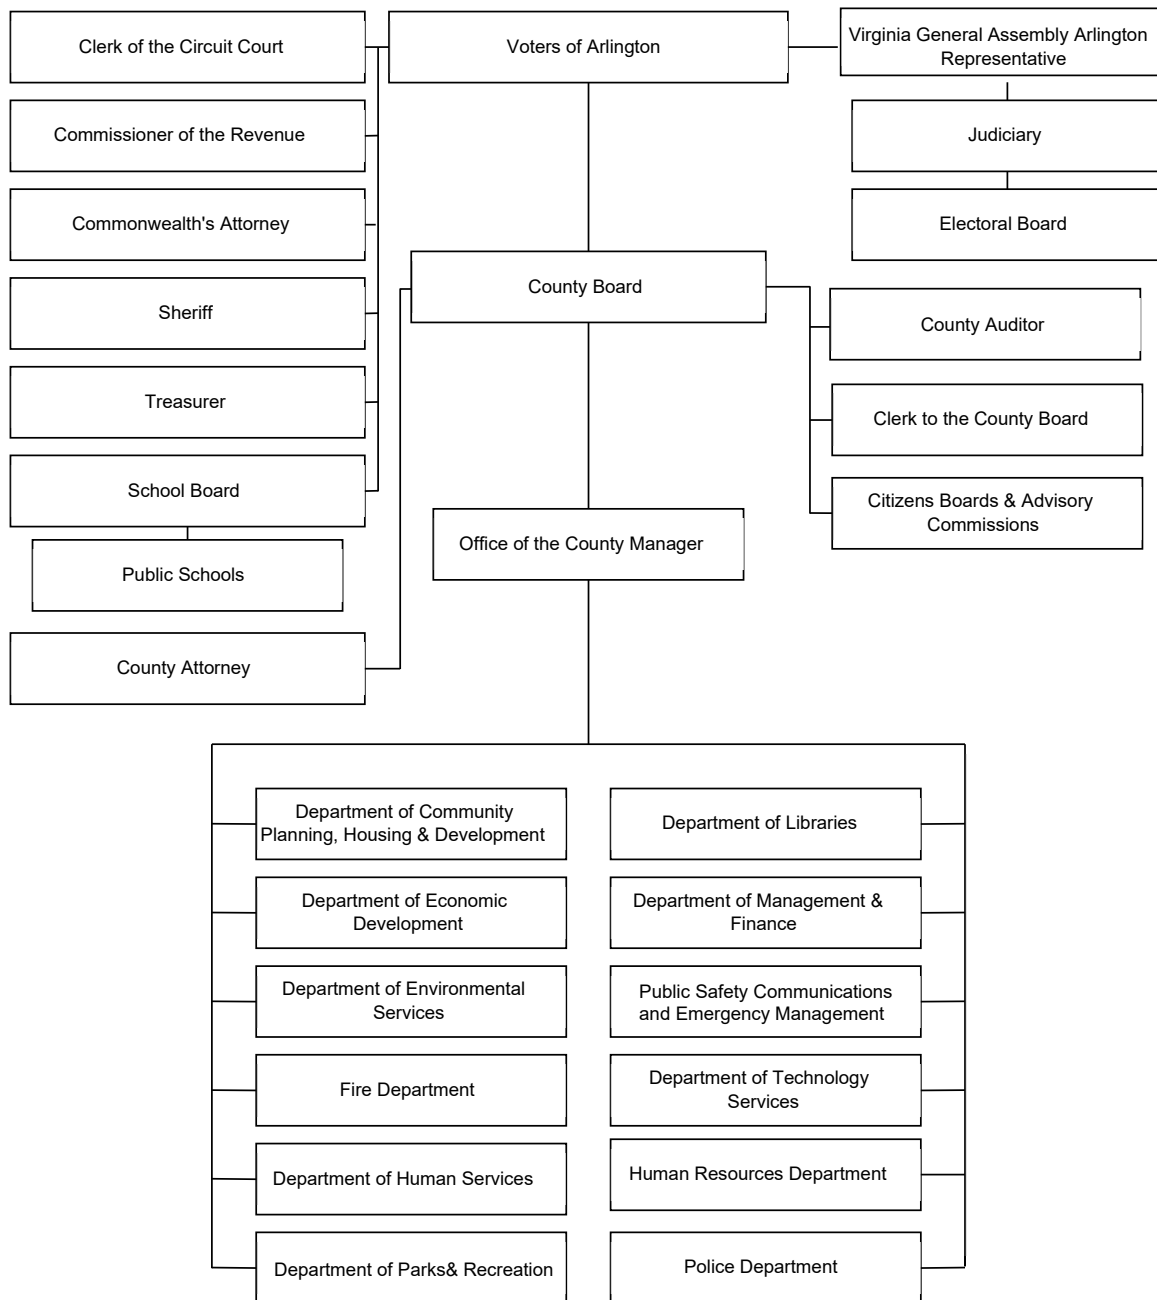 Clerk of the Circuit Court
Voters of Arlington
Virginia General Assembly Arlington
Representative
Commissioner of the Revenue
Judiciary
Commonwealth's Attorney
Electoral Board
County Board
Sheriff
County Auditor
Treasurer
Clerk to the County Board
School Board
Citizens Boards & Advisory
Commissions
Office of the County Manager
Public Schools
County Attorney
Department of Community
Planning, Housing & Development
Department of Libraries
Department of Economic
Development
Department of Management &
Finance
Department of Environmental
Services
Public Safety Communications
and Emergency Management
Fire Department
Department of Technology
Services
Department of Human Services
Human Resources Department
Department of Parks& Recreation
Police Department